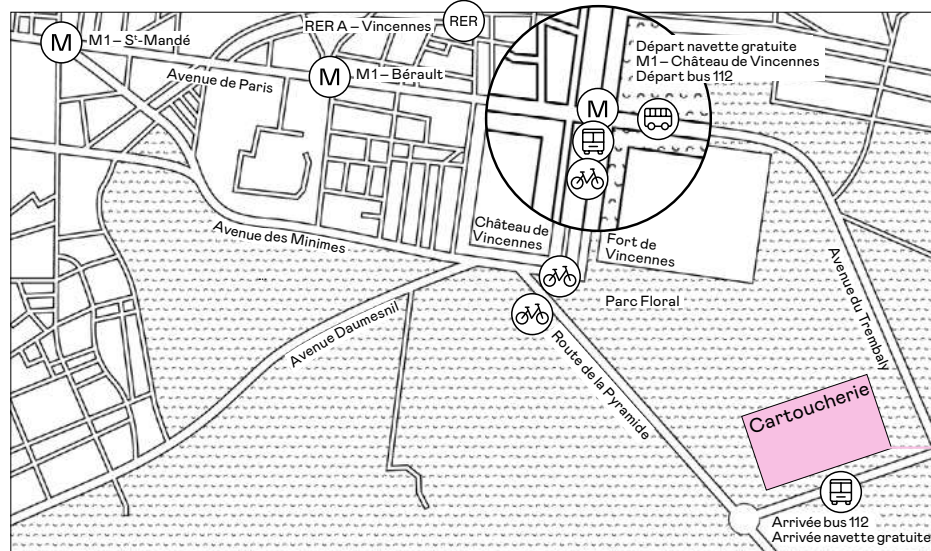 RER A – Vincennes
RER
M
M1 – Sᵗ-Mandé
Départ navette gratuite
M1 – Château de Vincennes
Départ bus 112
Avenue de Paris
M
M1 – Bérault
M
Château de
Vincennes
Fort de
Vincennes
Avenue des Minimes
Avenue Daumesnil
Parc Floral
Avenue du Trembaly
Route de la Pyramide
Cartoucherie
Arrivée bus 112
Arrivée navette gratuite